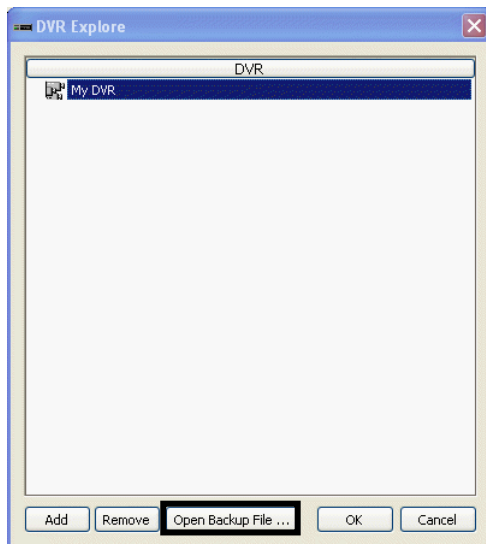 DVR Explore
DVR
My DVR
Add Remove Open Backup File ... OK Cancel